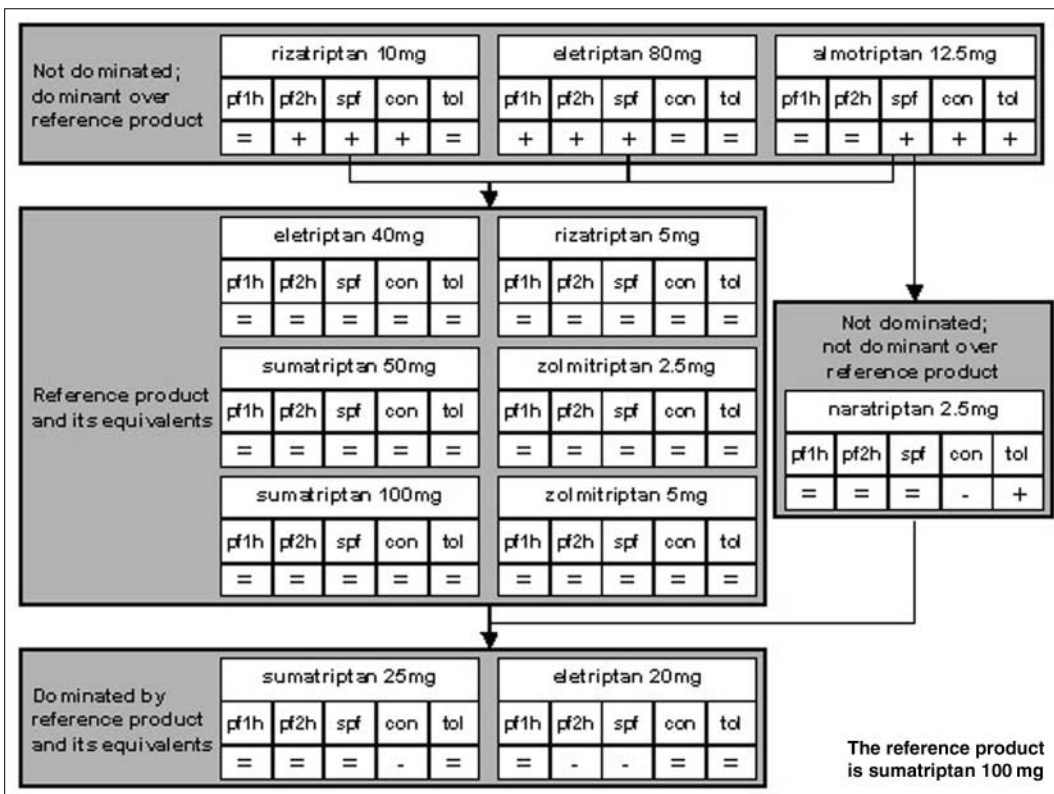 Not dominated;
dominant over
reference product
rizatriptan 10mg
pf1h pf2h spf con tol
= + + + =
eletriptan 80mg
pf1h pf2h spf con tol
+ + + = =
almotriptan 12.5mg
pf1h pf2h spf con tol
= = + + +
Reference product
and its equivalents
eletriptan 40mg
pf1h pf2h spf con tol
= = = = =
rizatriptan 5mg
pf1h pf2h spf con tol
= = = = =
sumatriptan 50mg
pf1h pf2h spf con tol
= = = = =
zolmitriptan 2.5mg
pf1h pf2h spf con tol
= = = = =
sumatriptan 100mg
pf1h pf2h spf con tol
= = = = =
zolmitriptan 5mg
pf1h pf2h spf con tol
= = = = =
Not dominated;
not dominant over
reference product
naratriptan 2.5mg
pf1h pf2h spf con tol
= = = - +
Dominated by
reference product
and its equivalents
sumatriptan 25mg
pf1h pf2h spf con tol
= = = - =
eletriptan 20mg
pf1h pf2h spf con tol
= - - = =
The reference product
is sumatriptan 100 mg